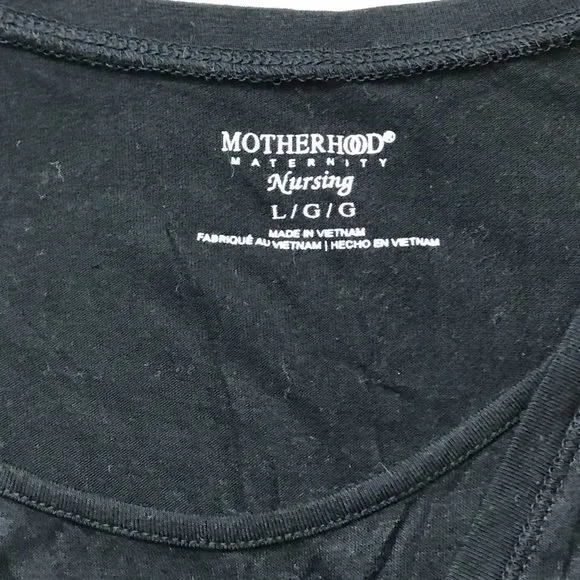 MOTHERHOOD®
MATERNITY
Nursing
L/G/G
MADE IN VIETNAM
FABRIQUÉ AU VIETNAM | HECHO EN VIETNAM